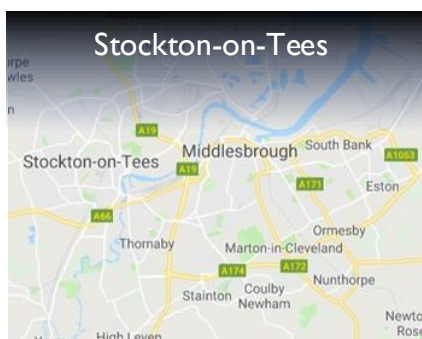 Stockton-on-Tees
A19
Stockton-on-Tees
Middlesbrough
South Bank
A1053
A19
A171
Eston
A66
Thornaby
Ormesby
Marton-in-Cleveland
A174
A172
Nunthorpe
Stainton
Coulby
Newham
High Leven